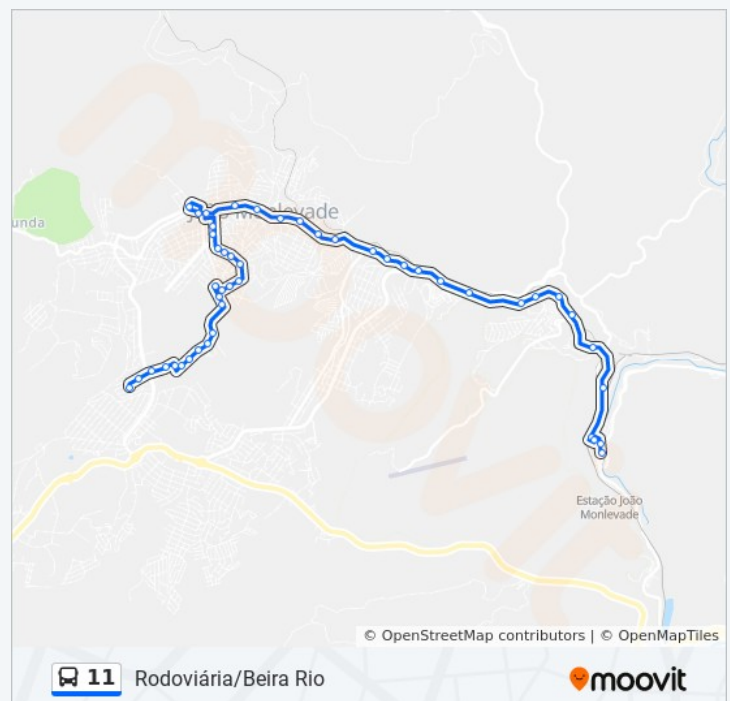 unda
João Monlevade
Estação João
Monlevade
© OpenStreetMap contributors | © OpenMapTiles
11 Rodoviária/Beira Rio
moovit